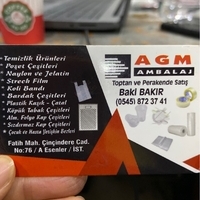 • Temizlik Ürünleri
• Poşet Çeşitleri
• Naylon ve Jelatin
• Strech Film
• Koli Bandı
• Bardak Çeşitleri
• Plastik Kaşık - Çatal
• Köpük Tabak Çeşitleri
• Alm. Folyo Kap Çeşitleri
• Sızdırmaz Kap Çeşitleri
• Çocuk ve Hasta Bezleri
Fatih Mah. Çinçindere Cad.
No:76 / A Esenler / İST.
AGM
AMBALAJ
Toptan ve Perakende Satış
Baki BAKIR
(0545) 872 37 41